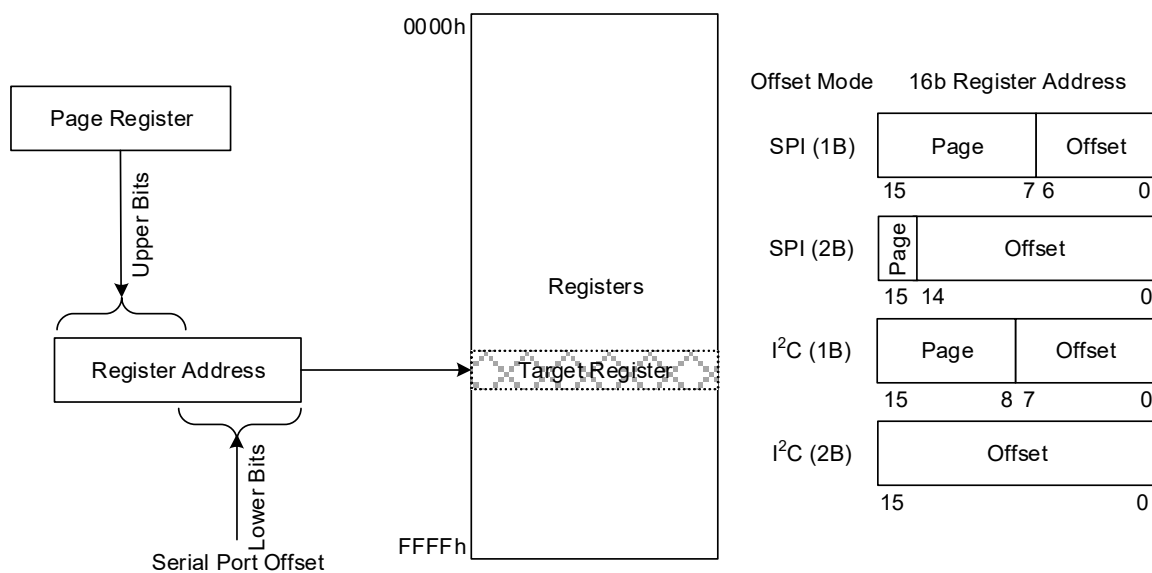 0000h
Page Register
Upper Bits
Register Address
Lower Bits
Serial Port Offset
Registers
Target Register
FFFFh
Offset Mode 16b Register Address
SPI (1B) Page Offset
15 7 6 0
SPI (2B) Page Offset
15 14 0
I²C (1B) Page Offset
15 8 7 0
I²C (2B) Offset
15 0